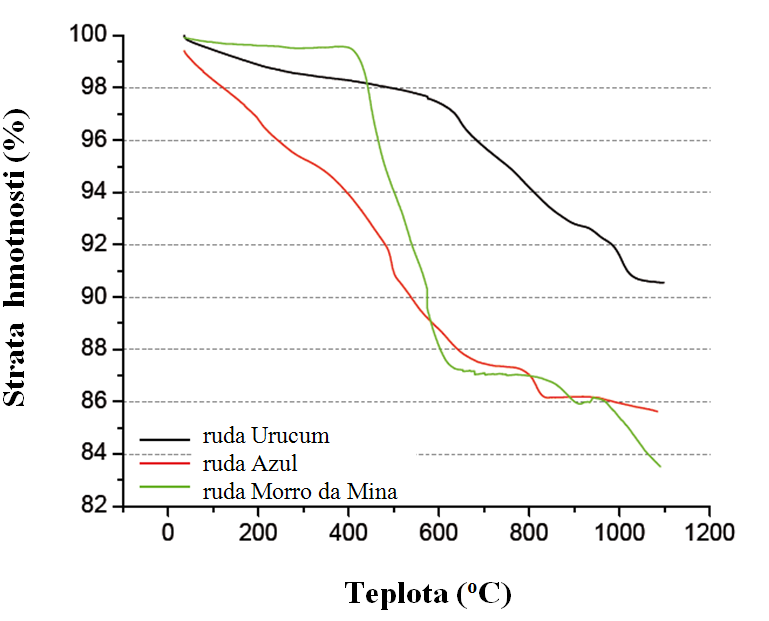 Strata hmotnosti (%)
100
98
96
94
92
90
88
86
84
82
ruda Urucum
ruda Azul
ruda Morro da Mina
0 200 400 600 800 1000 1200
Teplota (ºC)